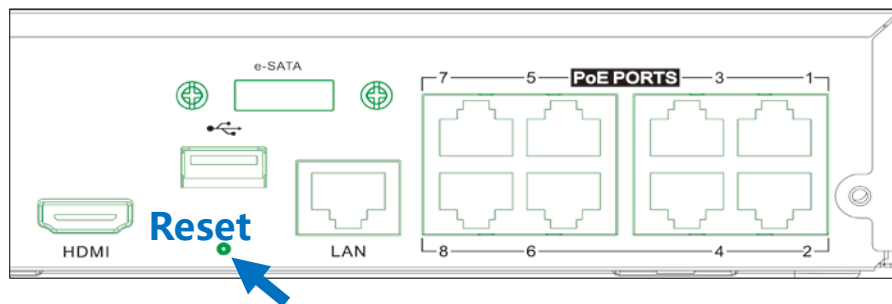 e-SATA
7 5 PoE PORTS 3 1
Reset
HDMI
LAN
8 6 4 2